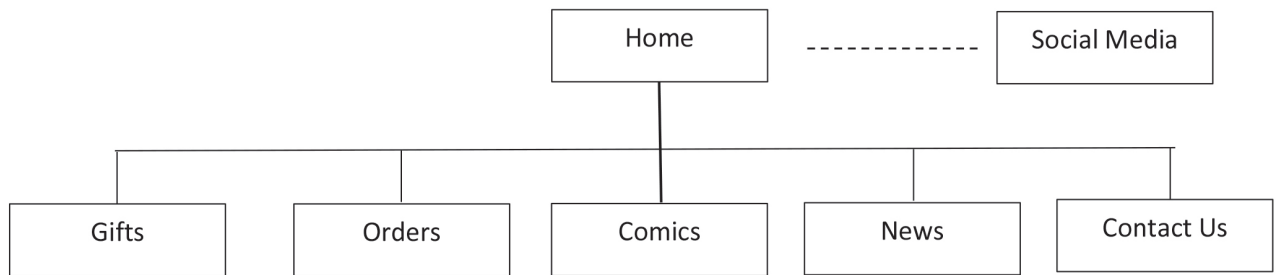 Home
Social Media
Gifts
Orders
Comics
News
Contact Us